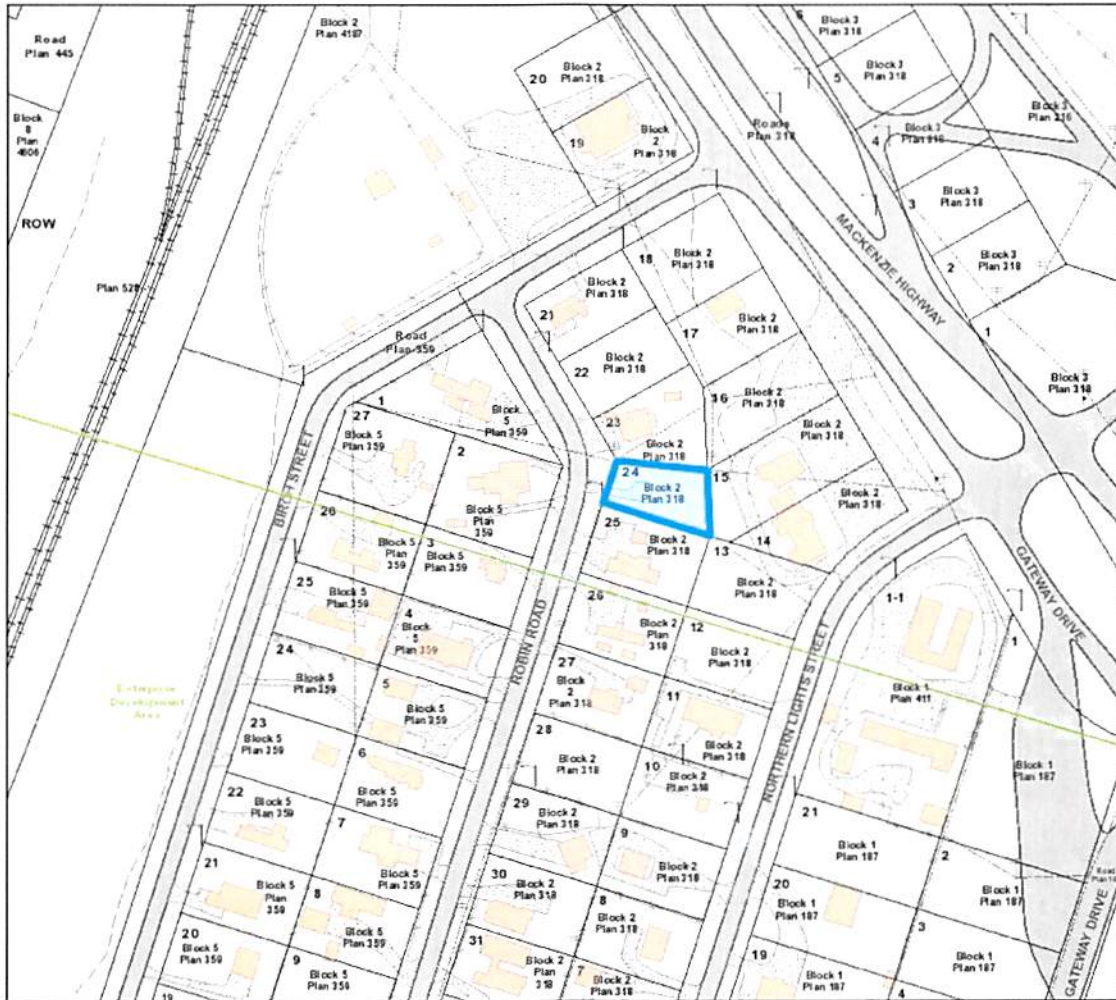 Road
Plan 445
Block 2
Plan 4187
6
Block 3
Plan 318
5
Block 3
Plan 318
20
Block 2
Plan 318
Block
8
Plan
4606
19
Block
2
Plan 318
Roads
Plan 318
4
Block 3
Plan 318
Block 3
3
Block 3
Plan 318
ROW
MACKENZIE HIGHWAY
2
Block 3
Plan 318
18
Block 2
Plan 318
Plan 528
21
Block 2
Plan 318
17
Block 2
Plan 318
1
Block 3
Plan 318
Road
Plan 359
22
Block 2
Plan 318
16
Block 2
Plan 318
1
Block
5
Plan 359
23
Block 2
Plan 318
15
Block 2
Plan 318
27
Block 5
Plan 359
2
Block 5
Plan
359
24
Block 2
Plan 318
14
Block 2
Plan 318
BIRCH STREET
26
Block 5
Plan
359
3
Block 5
Plan 359
25
Block 2
Plan 318
13
Block 2
Plan 318
GATEWAY DRIVE
1-1
1
Block 1
Plan 411
25
Block 5
Plan 359
4
Block
5
Plan 359
ROBIN ROAD
26
Block 2
Plan
318
12
Block 2
Plan 318
NORTHERN LIGHTS STREET
24
Block 5
Plan 359
5
Block 5
Plan 359
27
Block
2
Plan 318
11
Block 2
Plan 318
Enterprise
Development
Area
23
Block 5
Plan 359
6
Block 5
Plan 359
28
Block 2
Plan 318
10
Block 2
Plan 318
Block 1
Plan 187
22
Block 5
Plan 359
7
Block 5
Plan 359
29
Block 2
Plan 318
9
Block 2
Plan 318
21
Block 1
Plan 187
2
Block 1
Plan 187
21
Block 5
Plan
359
8
Block 5
Plan 359
30
Block 2
Plan 318
8
Block 2
Plan 318
20
Block 1
Plan 187
3
Block 1
Plan 187
Road
GATEWAY DRIVE
20
Block 5
Plan 359
9
Block 5
Plan 359
31
Block 2
Plan
318
7
Block 2
Plan 318
19
Block 1
Plan 187
4